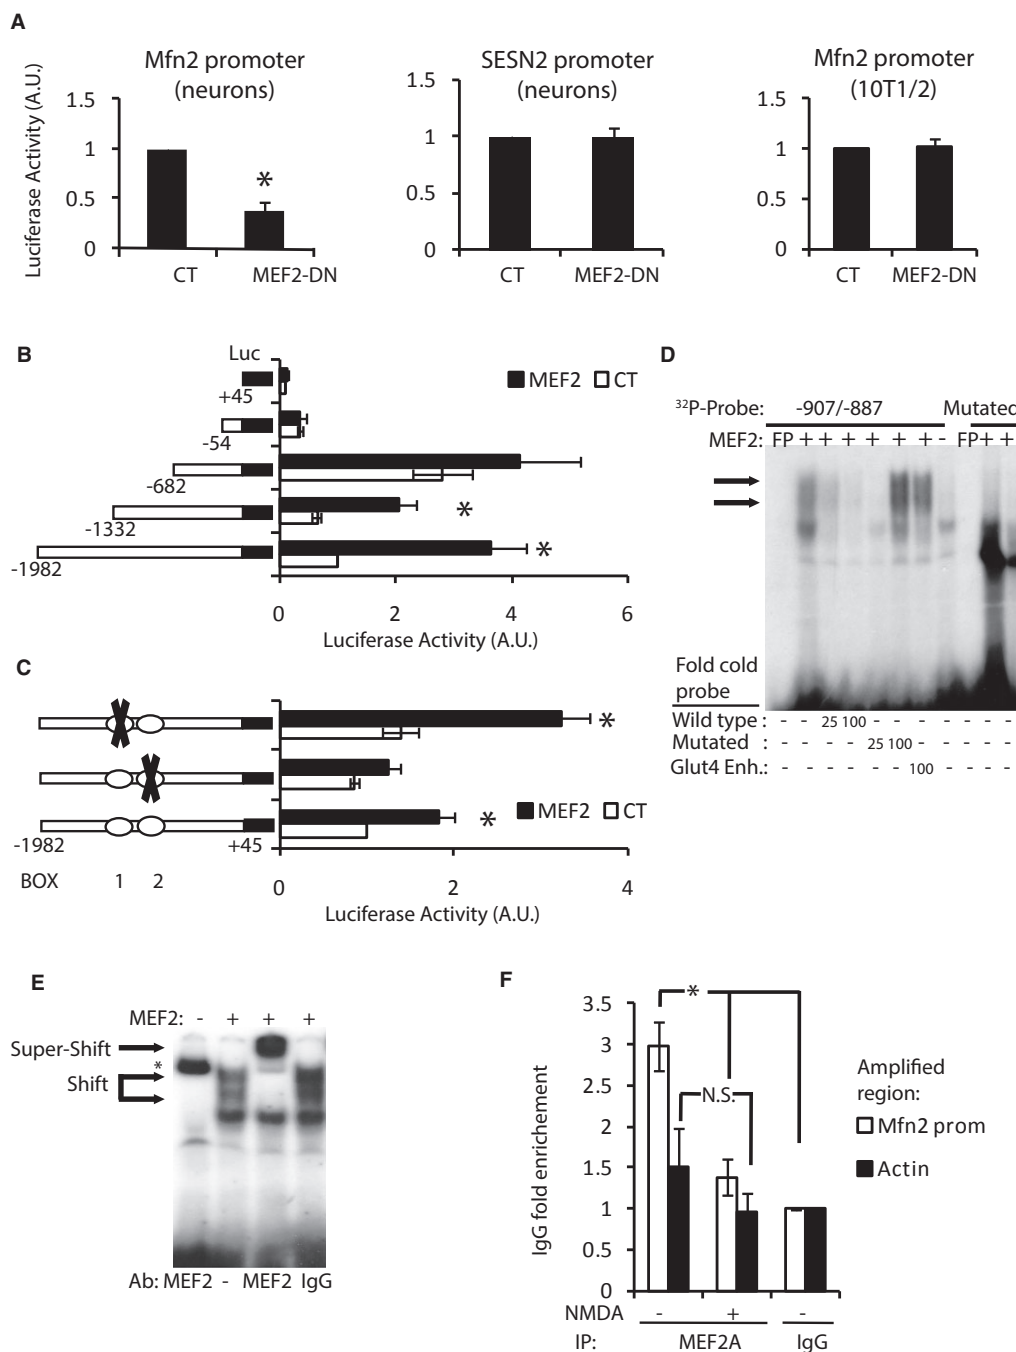 A
Mfn2 promoter
(neurons)
SESN2 promoter
(neurons)
Mfn2 promoter
(10T1/2)
Luciferase Activity (A.U.)
1.5
1
0.5
0
CT MEF2-DN
1.5
1
0.5
0
CT MEF2-DN
1.5
1
0.5
0
CT MEF2-DN
*
B
Luc
+45
-54
-682
-1332
-1982
MEF2 CT
*
*
0 2 4 6
Luciferase Activity (A.U.)
C
*
*
MEF2 CT
-1982 +45
BOX 1 2
0 2 4
Luciferase Activity (A.U.)
D
32P-Probe: -907/-887 Mutated
MEF2: FP + + + + + + - FP + +
Fold cold
probe
Wild type : - - 25 100 - - - - - - -
Mutated : - - - - 25 100 - - - - -
Glut4 Enh.: - - - - - - 100 - - - -
E
MEF2: - + + +
Super-Shift
*
Shift
Ab: MEF2 - MEF2 IgG
F
IgG fold enrichement
3.5
3
2.5
2
1.5
1
0.5
0
*
N.S.
Amplified
region:
Mfn2 prom
Actin
NMDA - + -
IP: MEF2A IgG